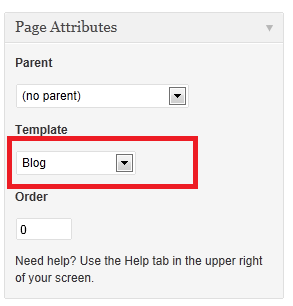 Page Attributes
Parent
(no parent)
Template
Blog
Order
0
Need help? Use the Help tab in the upper right
of your screen.